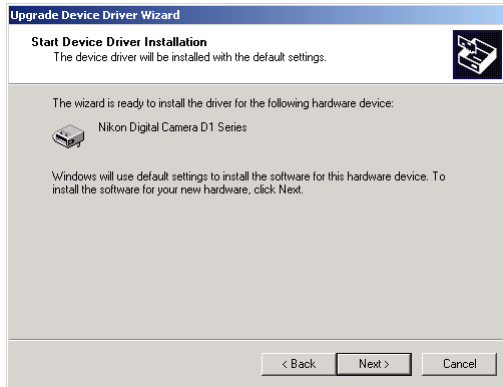 Upgrade Device Driver Wizard
Start Device Driver Installation
The device driver will be installed with the default settings.
The wizard is ready to install the driver for the following hardware device:
Nikon Digital Camera D1 Series
Windows will use default settings to install the software for this hardware device. To
install the software for your new hardware, click Next.
< Back Next > Cancel